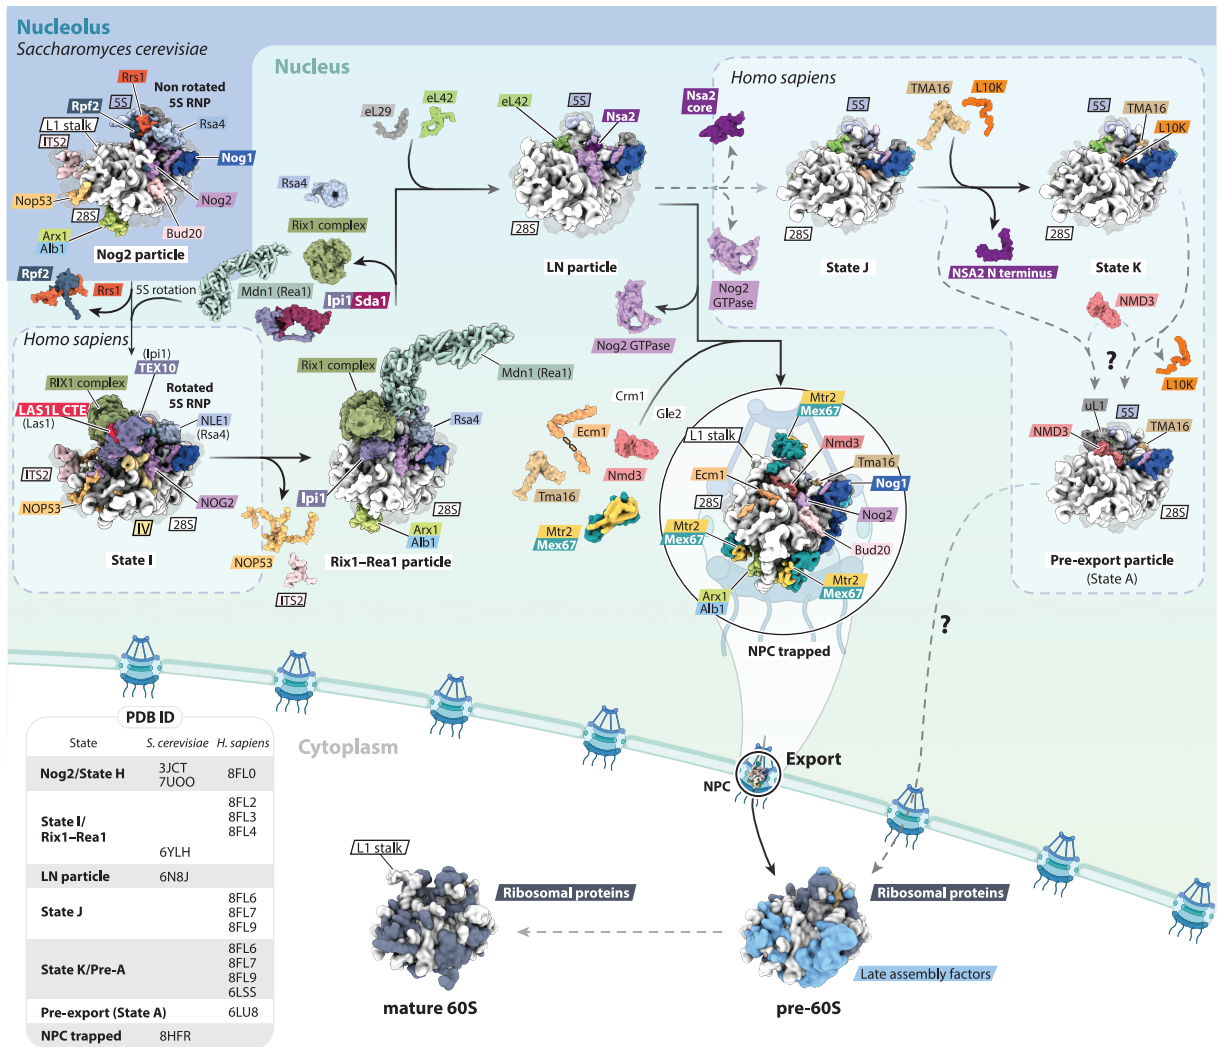 Nucleolus
Saccharomyces cerevisiae
Rrs1
Non rotated
5S RNP
5S
Rpf2
L1 stalk
ITS2
Rsa4
Nog1
Nop53
Nog2
28S
Arx1
Alb1
Bud20
Nog2 particle
Nucleus
eL29
eL42
Rsa4
Rix1 complex
Mdn1 (Rea1)
Ipi1 Sda1
Rpf2
Rrs1
5S rotation
eL42
5S
Nsa2
28S
LN particle
Nsa2
core
Nog2
GTPase
Nog2 GTPase
Homo sapiens
5S
28S
State J
TMA16
L10K
NSA2 N terminus
5S
TMA16
L10K
28S
State K
NMD3
?
L10K
uL1
5S
NMD3
TMA16
28S
Pre-export particle
(State A)
?
Homo sapiens
(Ipi1)
TEX10
RIX1 complex
Rotated
5S RNP
LAS1L CTE
(Las1)
NLE1
(Rsa4)
ITS2
NOP53
NOG2
IV
28S
State I
NOP53
ITS2
Rix1 complex
Mdn1 (Rea1)
Rsa4
Ipi1
28S
Arx1
Alb1
Rix1–Rea1 particle
Crm1
Gle2
Ecm1
Nmd3
Tma16
Mtr2
Mex67
Mtr2
Mex67
L1 stalk
Nmd3
Tma16
Ecm1
Nog1
28S
Nog2
Mtr2
Mex67
Bud20
Mtr2
Mex67
Arx1
Alb1
NPC trapped
Cytoplasm
NPC
Export
PDB ID
State S. cerevisiae H. sapiens
Nog2/State H 3JCT 8FL0
7UOO
State I/ 8FL2
Rix1–Rea1 8FL3
8FL4
6YLH
LN particle 6N8J
State J 8FL6
8FL7
8FL9
State K/Pre-A 8FL6
8FL7
8FL9
6LSS
Pre-export (State A) 6LU8
NPC trapped 8HFR
L1 stalk
Ribosomal proteins
mature 60S
Ribosomal proteins
Late assembly factors
pre-60S